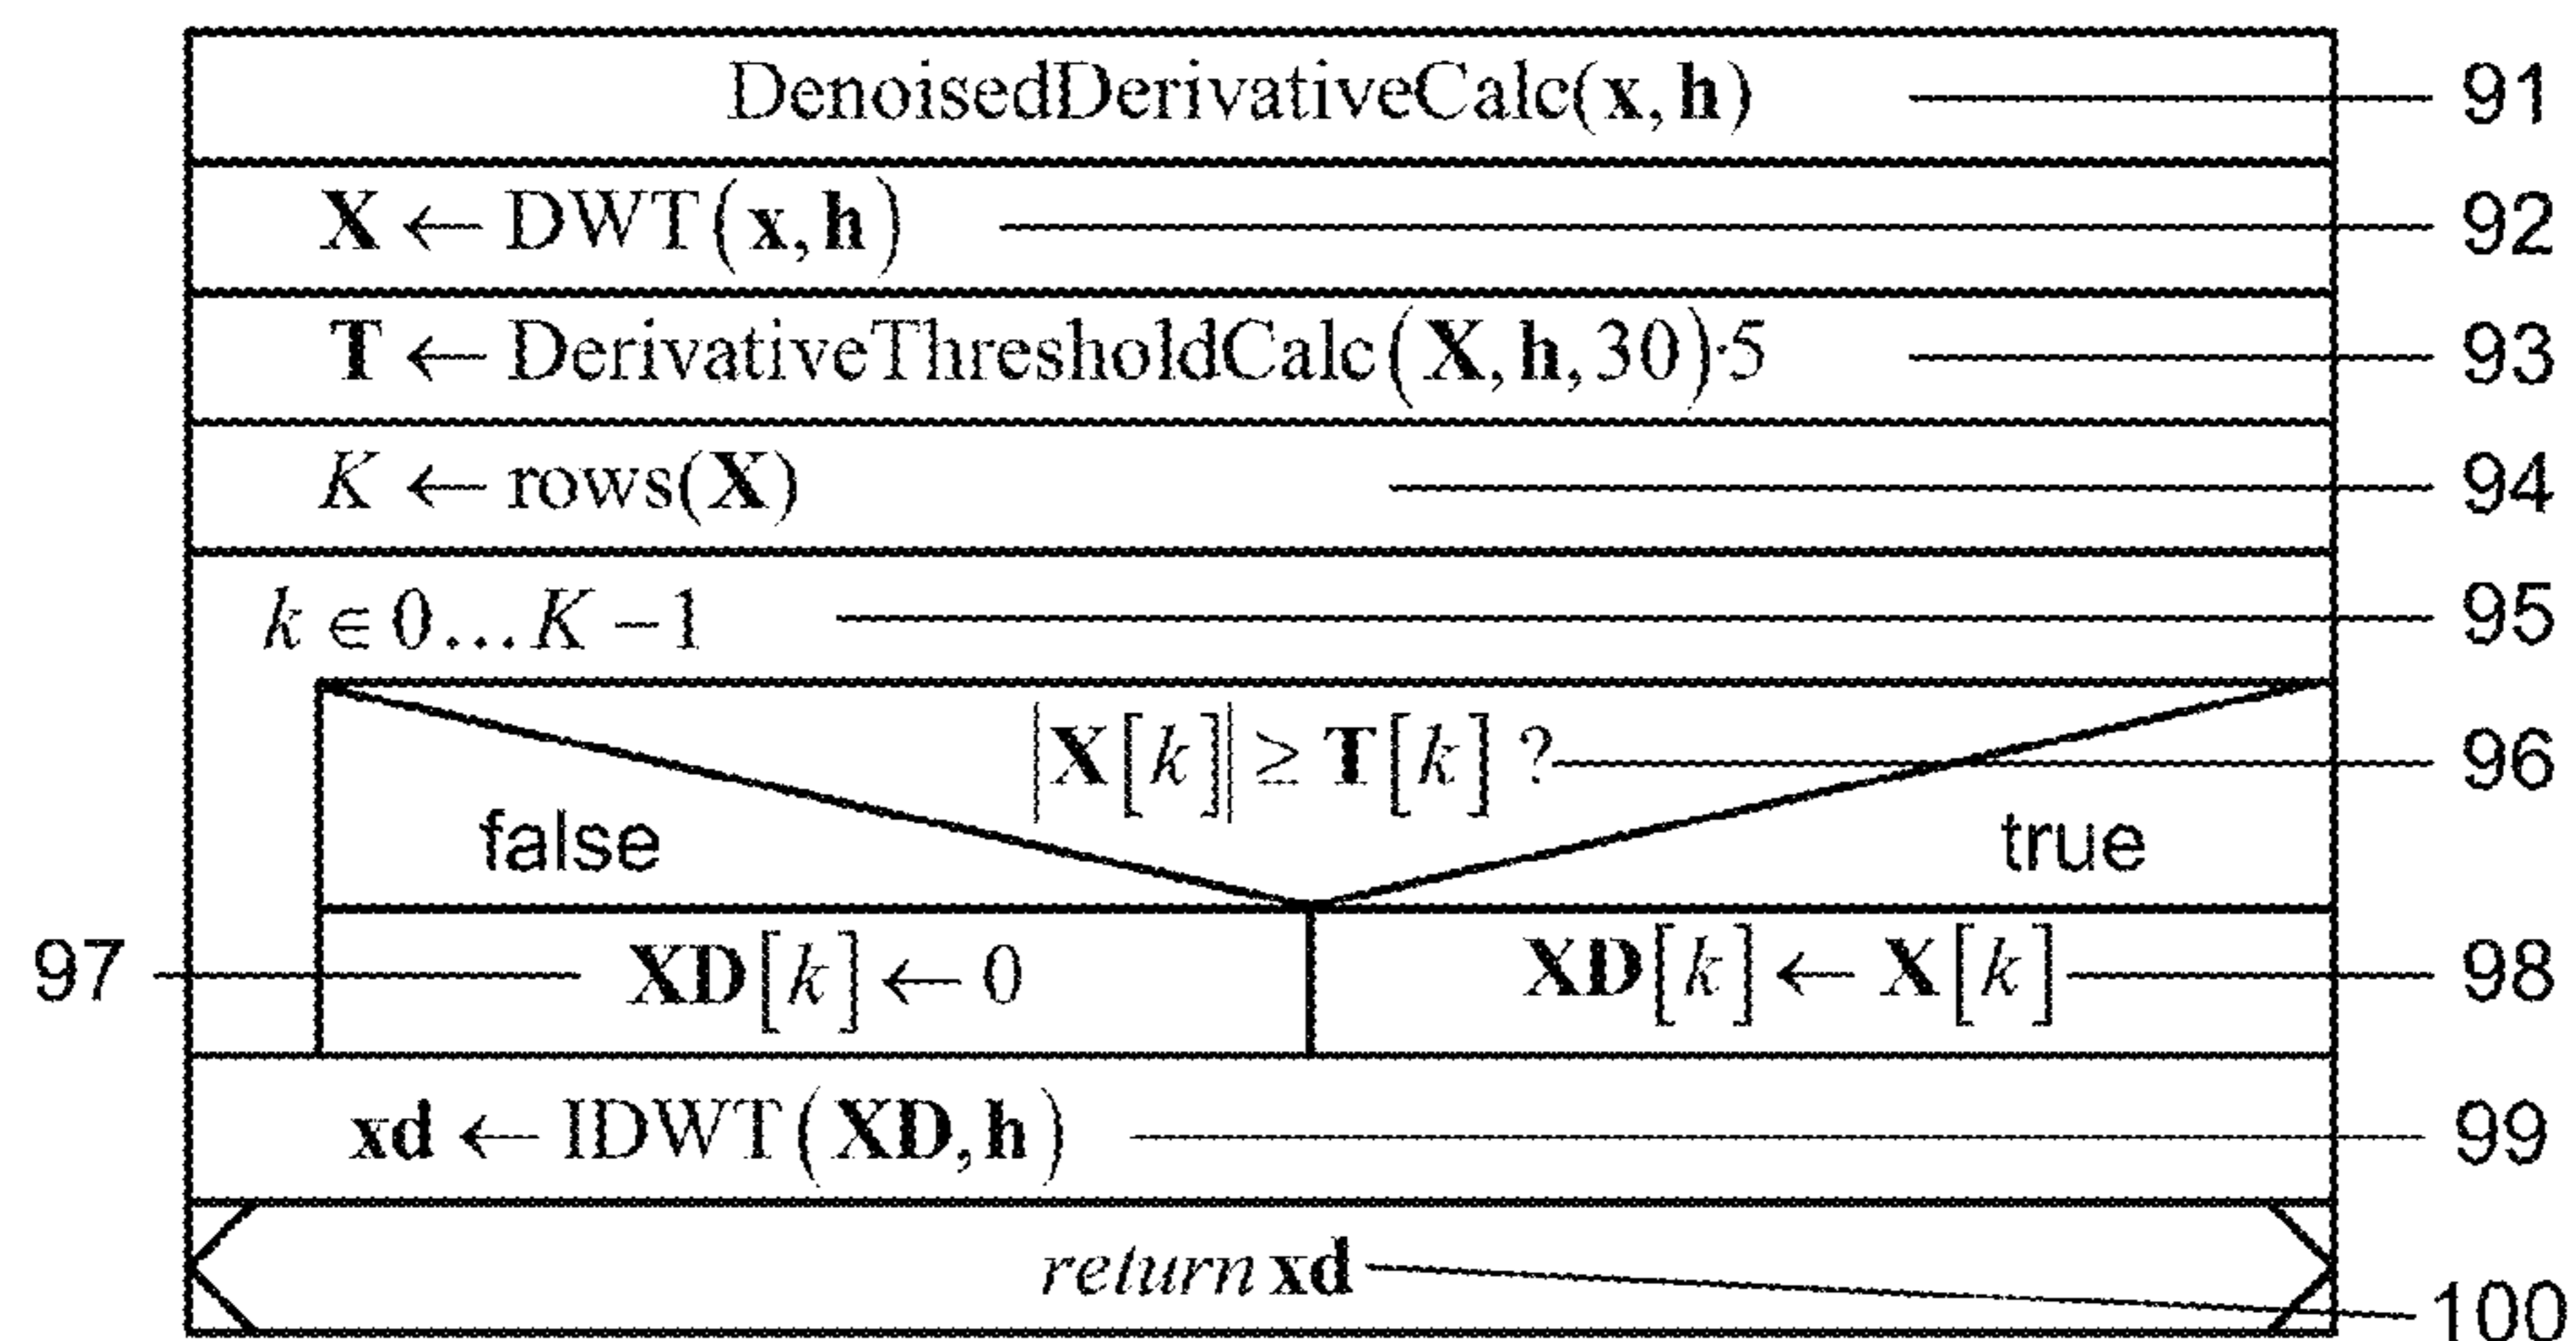 DenoisedDerivativeCalc(x, h) 91
X ← DWT(x, h) 92
T ← DerivativeThresholdCalc(X, h, 30)·5 93
K ← rows(X) 94
k ∈ 0…K −1 95
|X[k]| ≥ T[k] ? 96
false true
97 XD[k] ← 0 XD[k] ← X[k] 98
xd ← IDWT(XD, h) 99
return xd 100